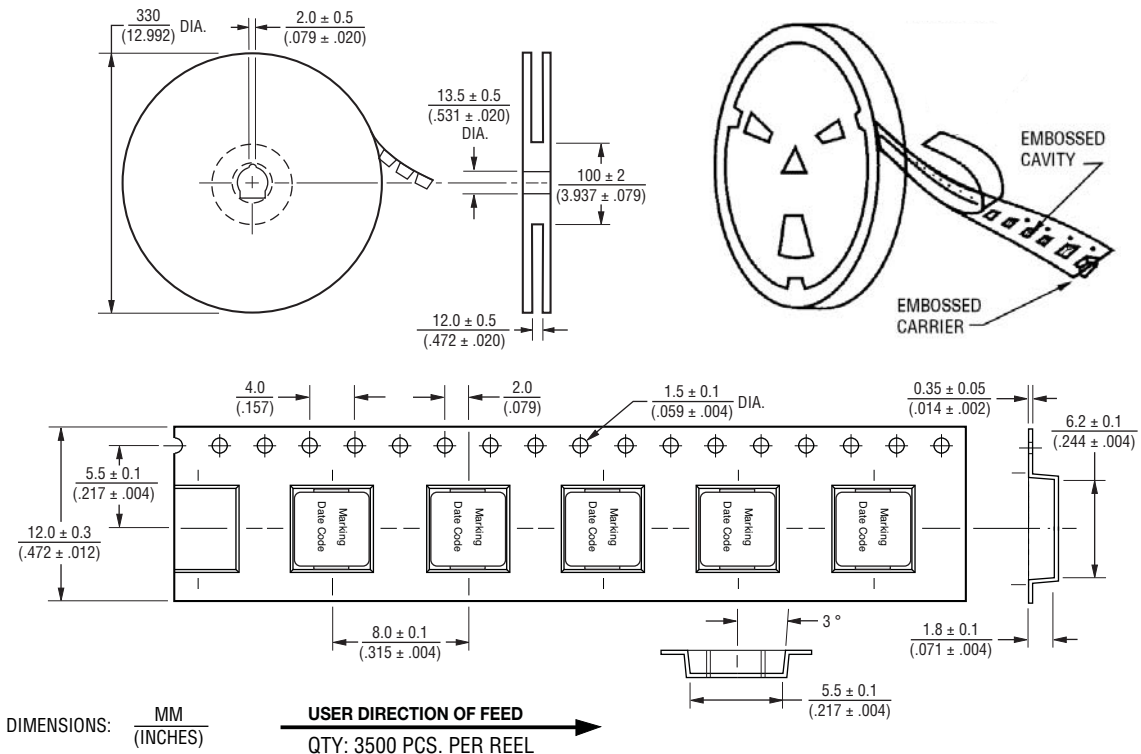 330
(12.992) DIA.
2.0 ± 0.5
(.079 ± .020)
13.5 ± 0.5
(.531 ± .020)
DIA.
100 ± 2
(3.937 ± .079)
12.0 ± 0.5
(.472 ± .020)
EMBOSSED
CAVITY
EMBOSSED
CARRIER
4.0
(.157)
2.0
(.079)
1.5 ± 0.1
(.059 ± .004) DIA.
0.35 ± 0.05
(.014 ± .002)
6.2 ± 0.1
(.244 ± .004)
5.5 ± 0.1
(.217 ± .004)
12.0 ± 0.3
(.472 ± .012)
Marking
Date Code
Marking
Date Code
Marking
Date Code
Marking
Date Code
Marking
Date Code
8.0 ± 0.1
(.315 ± .004)
3 °
1.8 ± 0.1
(.071 ± .004)
5.5 ± 0.1
(.217 ± .004)
DIMENSIONS: MM
(INCHES)
USER DIRECTION OF FEED
QTY: 3500 PCS. PER REEL